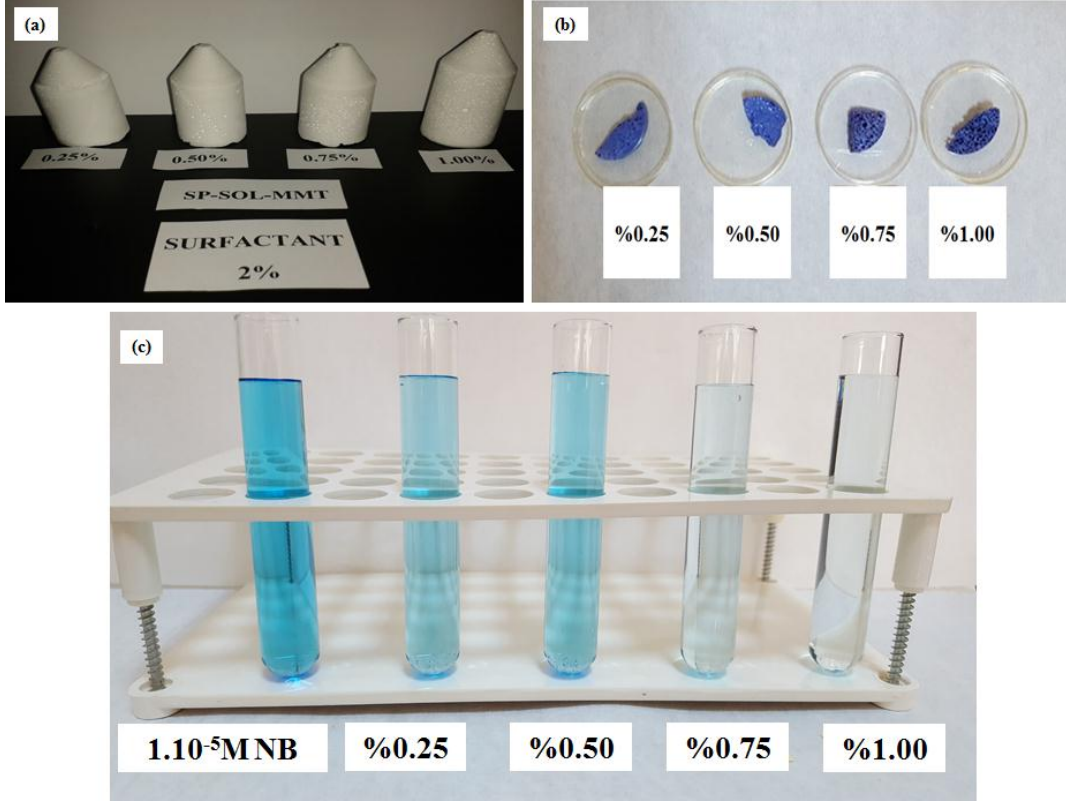 (a)
0.25%
0.50%
0.75%
1.00%
SP-SOL-MMT
SURFACTANT
2%
(b)
%0.25
%0.50
%0.75
%1.00
(c)
1.10⁻⁵M NB
%0.25
%0.50
%0.75
%1.00